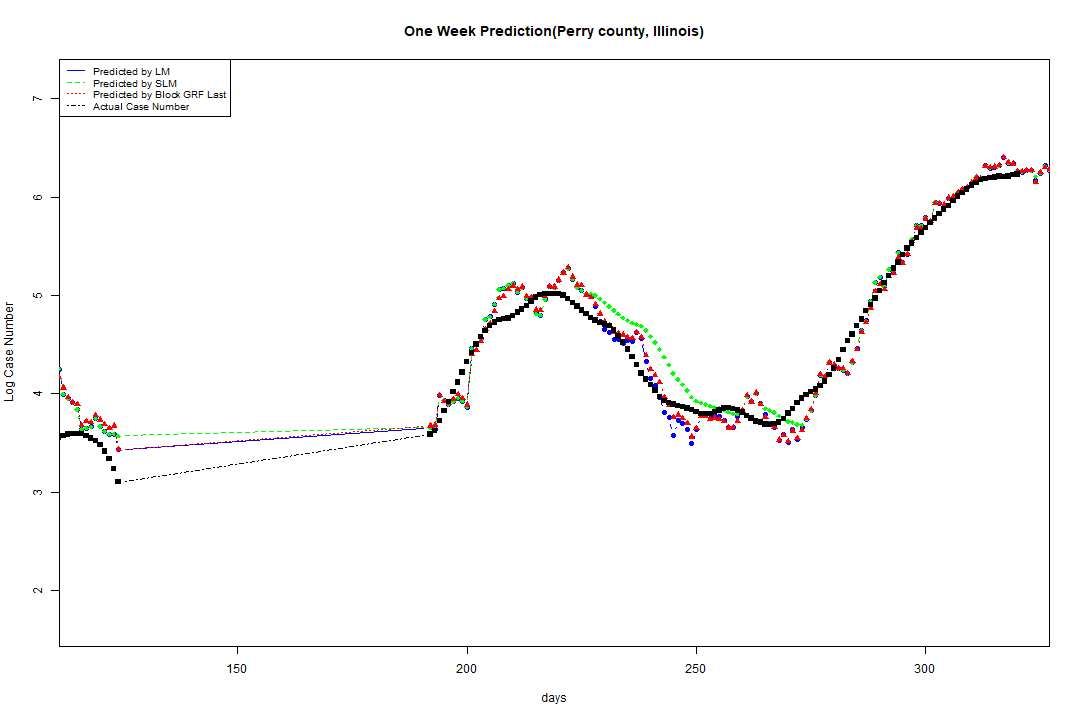 One Week Prediction(Perry county, Illinois)
Predicted by LM
Predicted by SLM
Predicted by Block GRF Last
Actual Case Number
Log Case Number
7
6
5
4
3
2
150 200 250 300
days